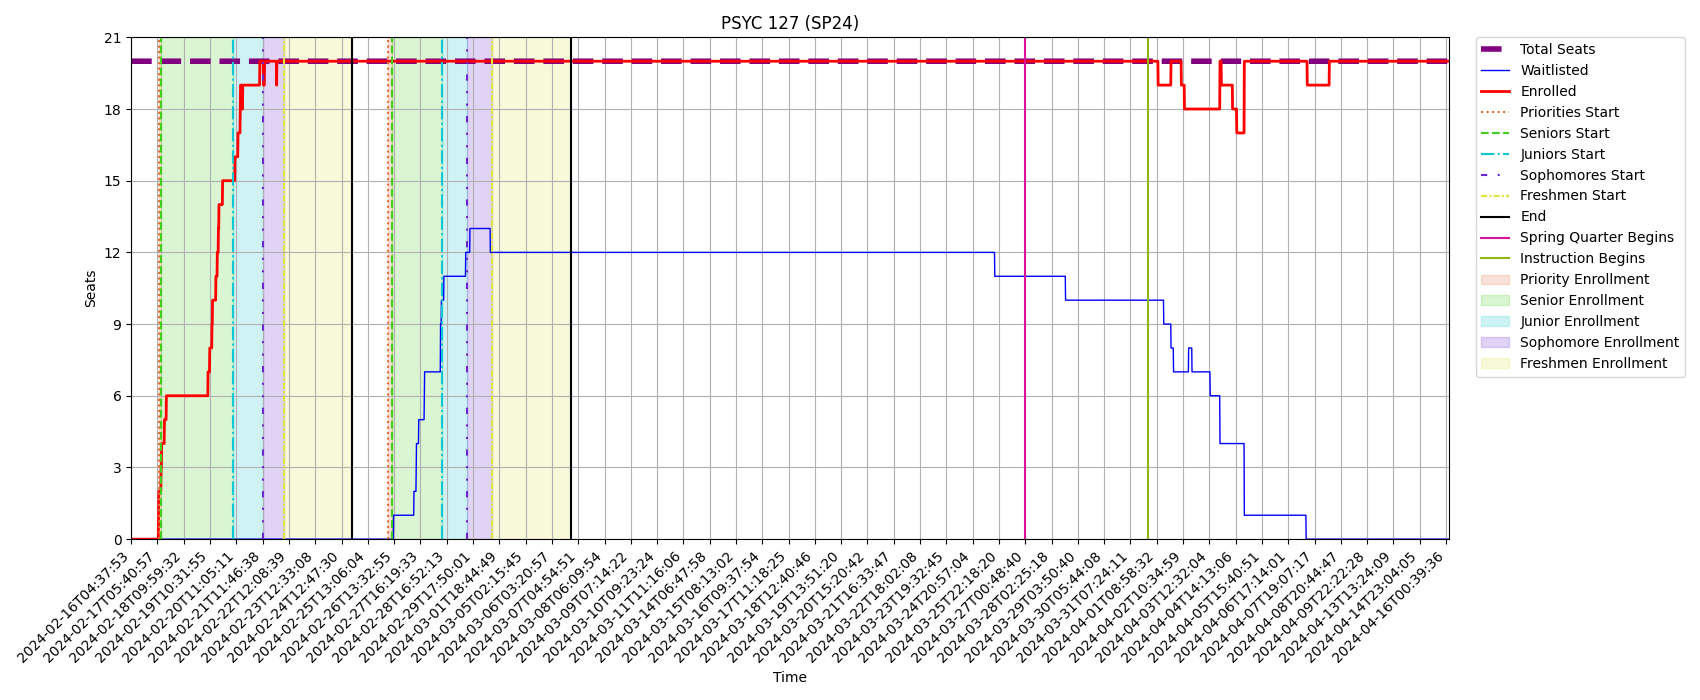 PSYC 127 (SP24)
21
18
15
12
9
6
3
0
Seats
2024-02-16T04:37:53
2024-02-17T05:40:57
2024-02-18T09:59:32
2024-02-19T10:31:55
2024-02-20T11:05:11
2024-02-21T11:46:38
2024-02-22T12:08:39
2024-02-23T12:33:08
2024-02-24T12:47:30
2024-02-25T13:06:04
2024-02-26T13:32:55
2024-02-27T16:19:33
2024-02-28T16:52:13
2024-02-29T17:50:01
2024-03-01T18:44:49
2024-03-05T02:15:45
2024-03-06T03:20:57
2024-03-07T04:54:51
2024-03-08T06:09:54
2024-03-09T07:14:22
2024-03-10T09:23:24
2024-03-11T11:16:06
2024-03-14T06:47:58
2024-03-15T08:13:02
2024-03-16T09:37:54
2024-03-17T11:18:25
2024-03-18T12:40:46
2024-03-19T13:51:20
2024-03-20T15:20:42
2024-03-21T16:33:47
2024-03-22T18:02:08
2024-03-23T19:32:45
2024-03-24T20:57:04
2024-03-25T22:18:20
2024-03-27T00:48:40
2024-03-28T02:25:18
2024-03-29T03:50:40
2024-03-30T05:44:08
2024-03-31T07:24:11
2024-04-01T08:58:32
2024-04-02T10:34:59
2024-04-03T12:32:04
2024-04-04T14:13:06
2024-04-05T15:40:51
2024-04-06T17:14:01
2024-04-07T19:07:17
2024-04-08T20:44:47
2024-04-09T22:22:28
2024-04-13T13:24:09
2024-04-14T23:04:05
2024-04-16T00:39:36
Time
Total Seats
Waitlisted
Enrolled
Priorities Start
Seniors Start
Juniors Start
Sophomores Start
Freshmen Start
End
Spring Quarter Begins
Instruction Begins
Priority Enrollment
Senior Enrollment
Junior Enrollment
Sophomore Enrollment
Freshmen Enrollment